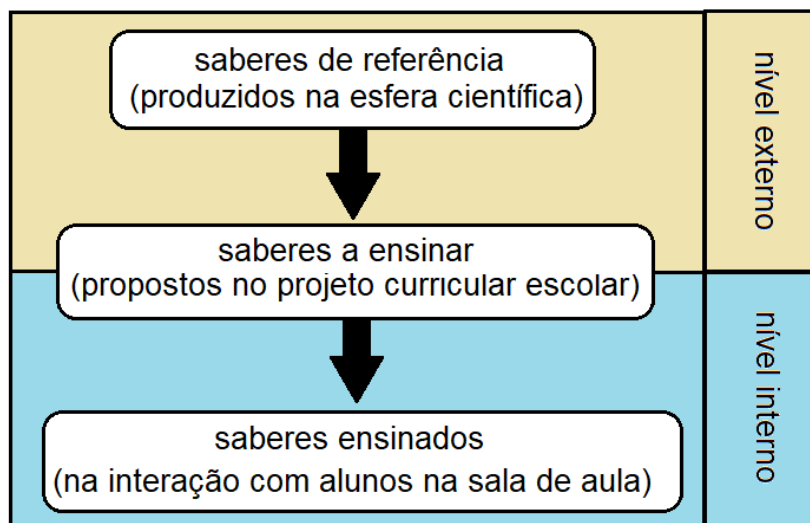 saberes de referência
(produzidos na esfera científica)
nível externo
saberes a ensinar
(propostos no projeto curricular escolar)
nível interno
saberes ensinados
(na interação com alunos na sala de aula)